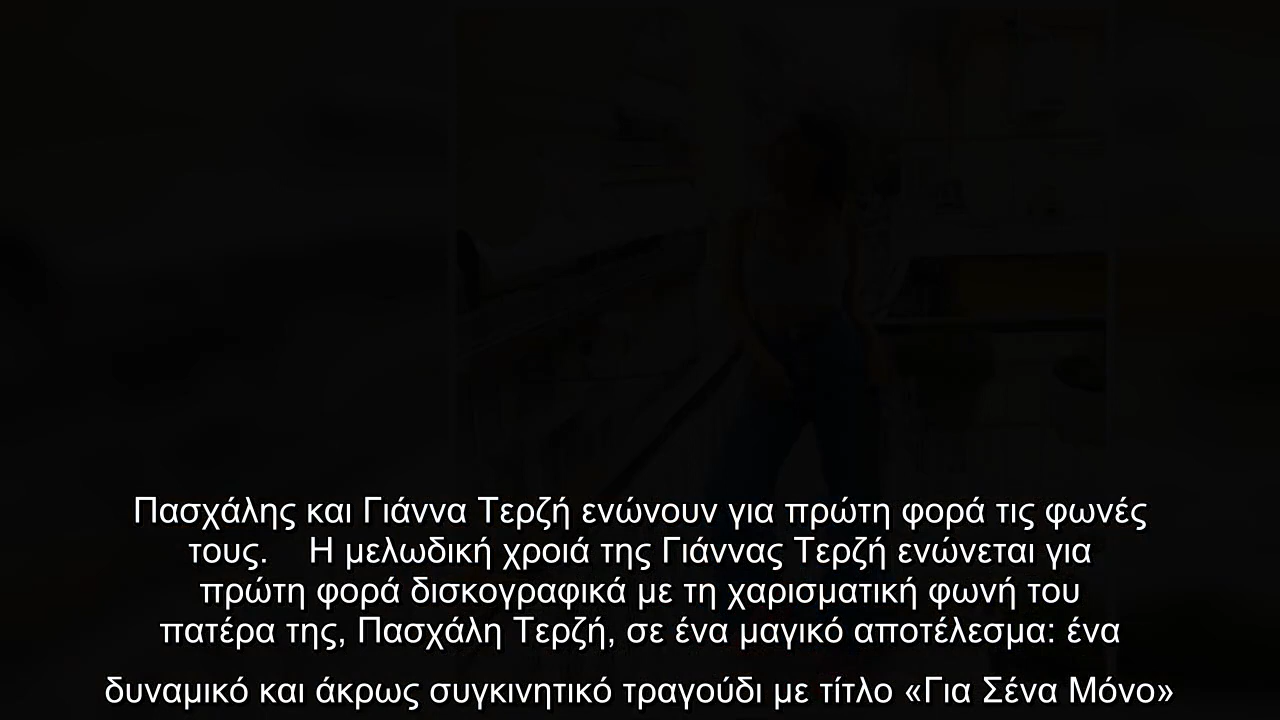 Πασχάλης και Γιάννα Τερζή ενώνουν για πρώτη φορά τις φωνές
τους.    Η μελωδική χροιά της Γιάννας Τερζή ενώνεται για
πρώτη φορά δισκογραφικά με τη χαρισματική φωνή του
πατέρα της, Πασχάλη Τερζή, σε ένα μαγικό αποτέλεσμα: ένα
δυναμικό και άκρως συγκινητικό τραγούδι με τίτλο «Για Σένα Μόνο»